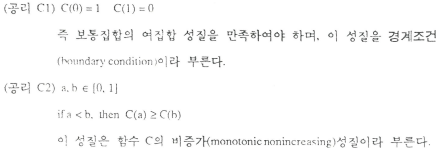 (공리 C1) C(0) = 1 C(1) = 0
즉 보통집합의 여집합 성질을 만족하여야 하며, 이 성질을 경계조건
(boundary condition)이라 부른다.
(공리 C2) a, b ∈ [0, 1]
if a < b, then C(a) ≥ C(b)
이 성질은 함수 C의 비증가(monotonic nonincreasing)성질이라 부른다.